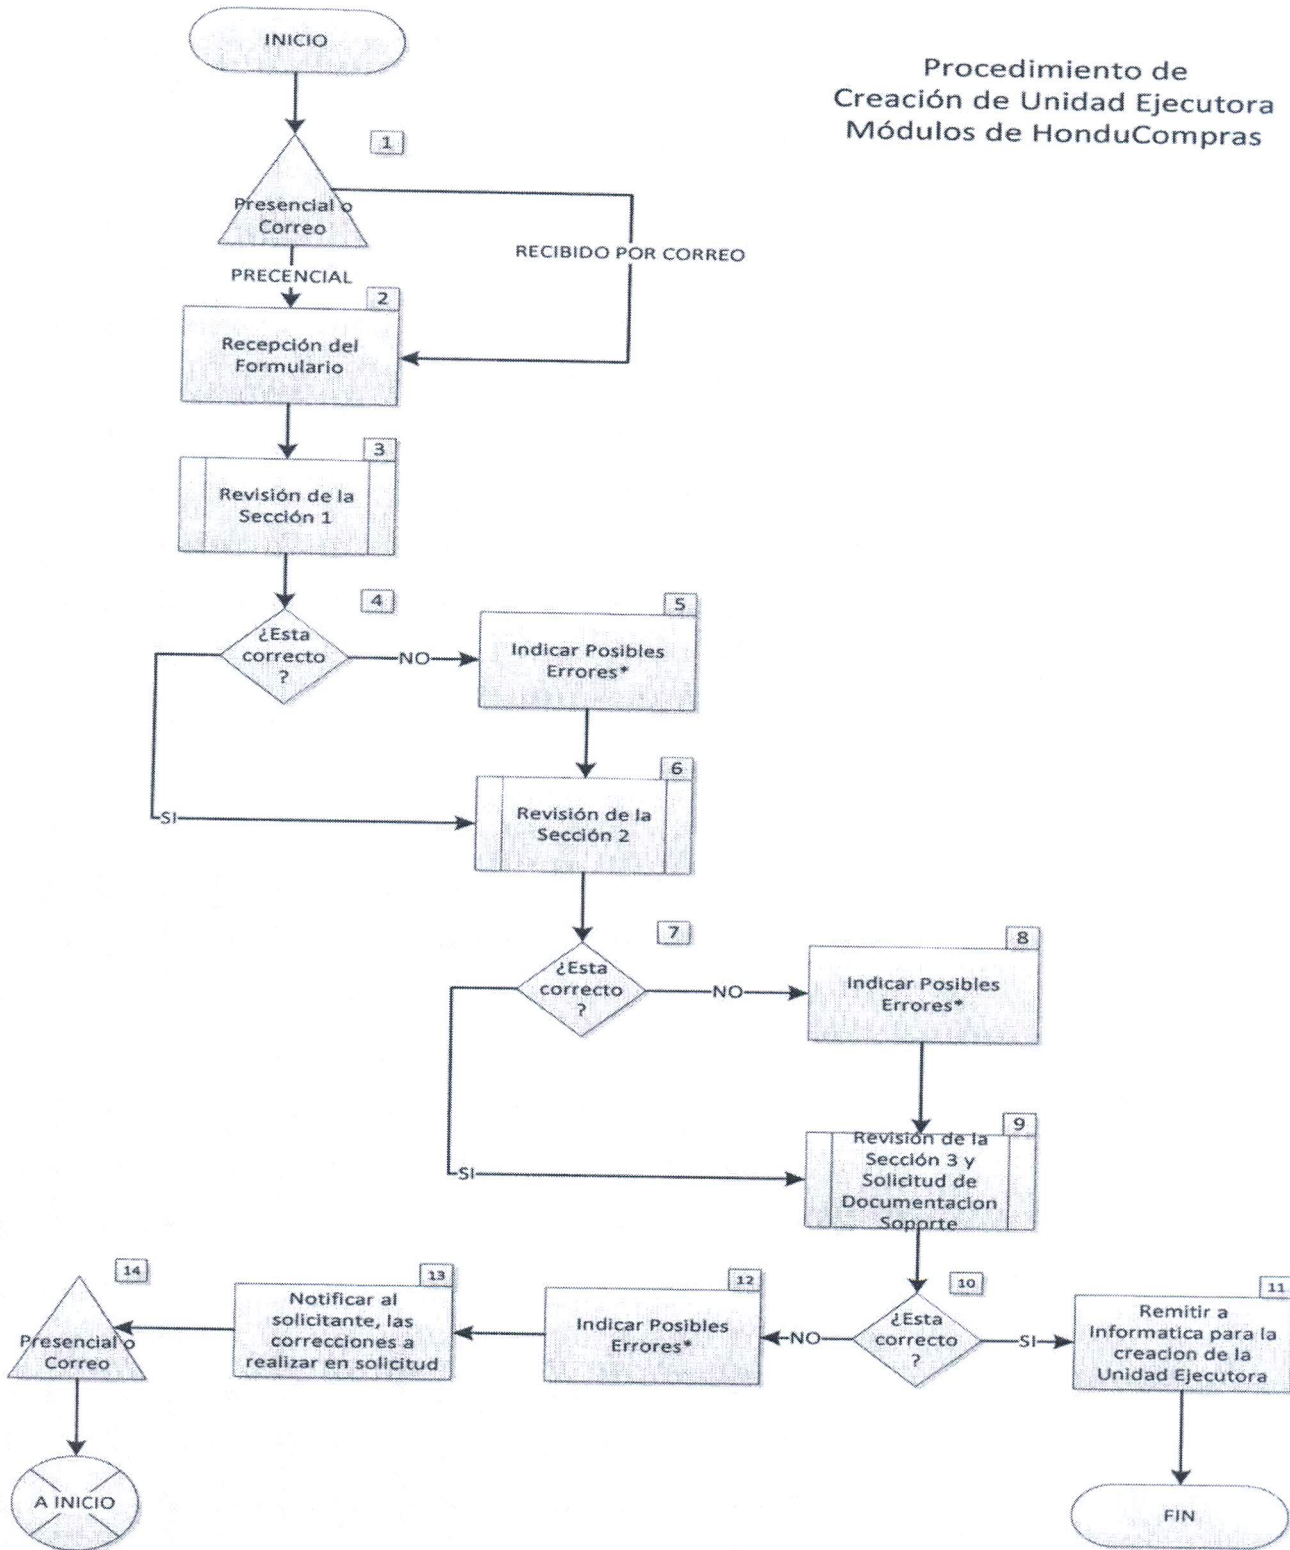 INICIO
Procedimiento de
Creación de Unidad Ejecutora
Módulos de HonduCompras
1
Presencial o
Correo
RECIBIDO POR CORREO
PRECENCIAL
2
Recepción del
Formulario
3
Revisión de la
Sección 1
4
¿Esta
correcto
?
NO
5
Indicar Posibles
Errores*
SI
6
Revisión de la
Sección 2
7
¿Esta
correcto
?
NO
8
Indicar Posibles
Errores*
SI
9
Revisión de la
Sección 3 y
Solicitud de
Documentacion
Soporte
10
¿Esta
correcto
?
SI
11
Remitir a
Informatica para la
creacion de la
Unidad Ejecutora
FIN
NO
12
Indicar Posibles
Errores*
13
Notificar al
solicitante, las
correcciones a
realizar en solicitud
14
Presencial o
Correo
A INICIO